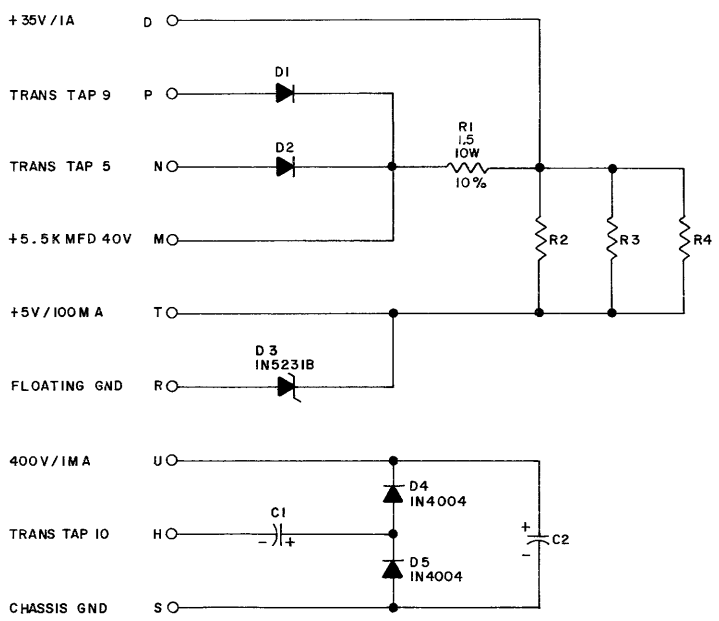 +35V/1A D
D1
TRANS TAP 9 P
R1
1.5
10W
10%
D2
TRANS TAP 5 N
+5.5K MFD 40V M
R2 R3 R4
+5V/100MA T
D3
1N5231B
FLOATING GND R
400V/1MA U
D4
1N4004
C1
TRANS TAP 10 H
- +
+
-
C2
D5
1N4004
CHASSIS GND S